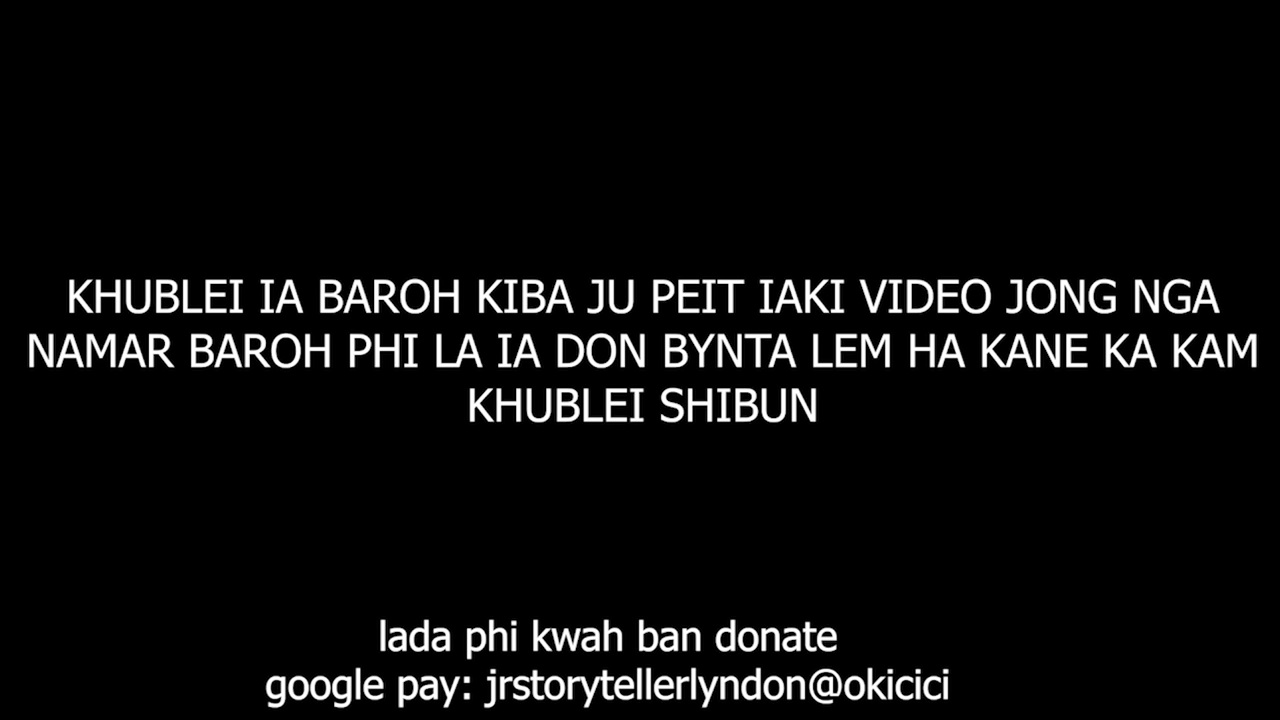 KHUBLEI IA BAROH KIBA JU PEIT IAKI VIDEO JONG NGA
NAMAR BAROH PHI LA IA DON BYNTA LEM HA KANE KA KAM
KHUBLEI SHIBUN
lada phi kwah ban donate
google pay: jrstorytellerlyndon@okicici